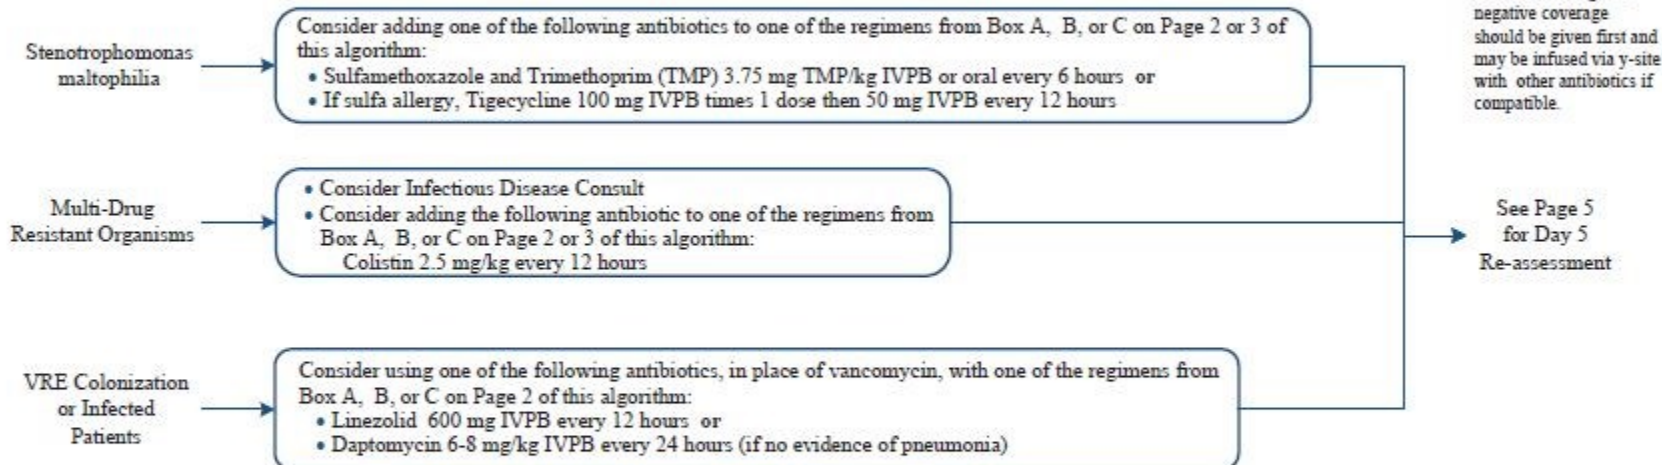 Stenotrophomonas
maltophilia
Consider adding one of the following antibiotics to one of the regimens from Box A, B, or C on Page 2 or 3 of
this algorithm:
• Sulfamethoxazole and Trimethoprim (TMP) 3.75 mg TMP/kg IVPB or oral every 6 hours or
• If sulfa allergy, Tigecycline 100 mg IVPB times 1 dose then 50 mg IVPB every 12 hours
negative coverage
should be given first and
may be infused via y-site
with other antibiotics if
compatible.
Multi-Drug
Resistant Organisms
• Consider Infectious Disease Consult
• Consider adding the following antibiotic to one of the regimens from
Box A, B, or C on Page 2 or 3 of this algorithm:
Colistin 2.5 mg/kg every 12 hours
See Page 5
for Day 5
Re-assessment
VRE Colonization
or Infected
Patients
Consider using one of the following antibiotics, in place of vancomycin, with one of the regimens from
Box A, B, or C on Page 2 of this algorithm:
• Linezolid 600 mg IVPB every 12 hours or
• Daptomycin 6-8 mg/kg IVPB every 24 hours (if no evidence of pneumonia)